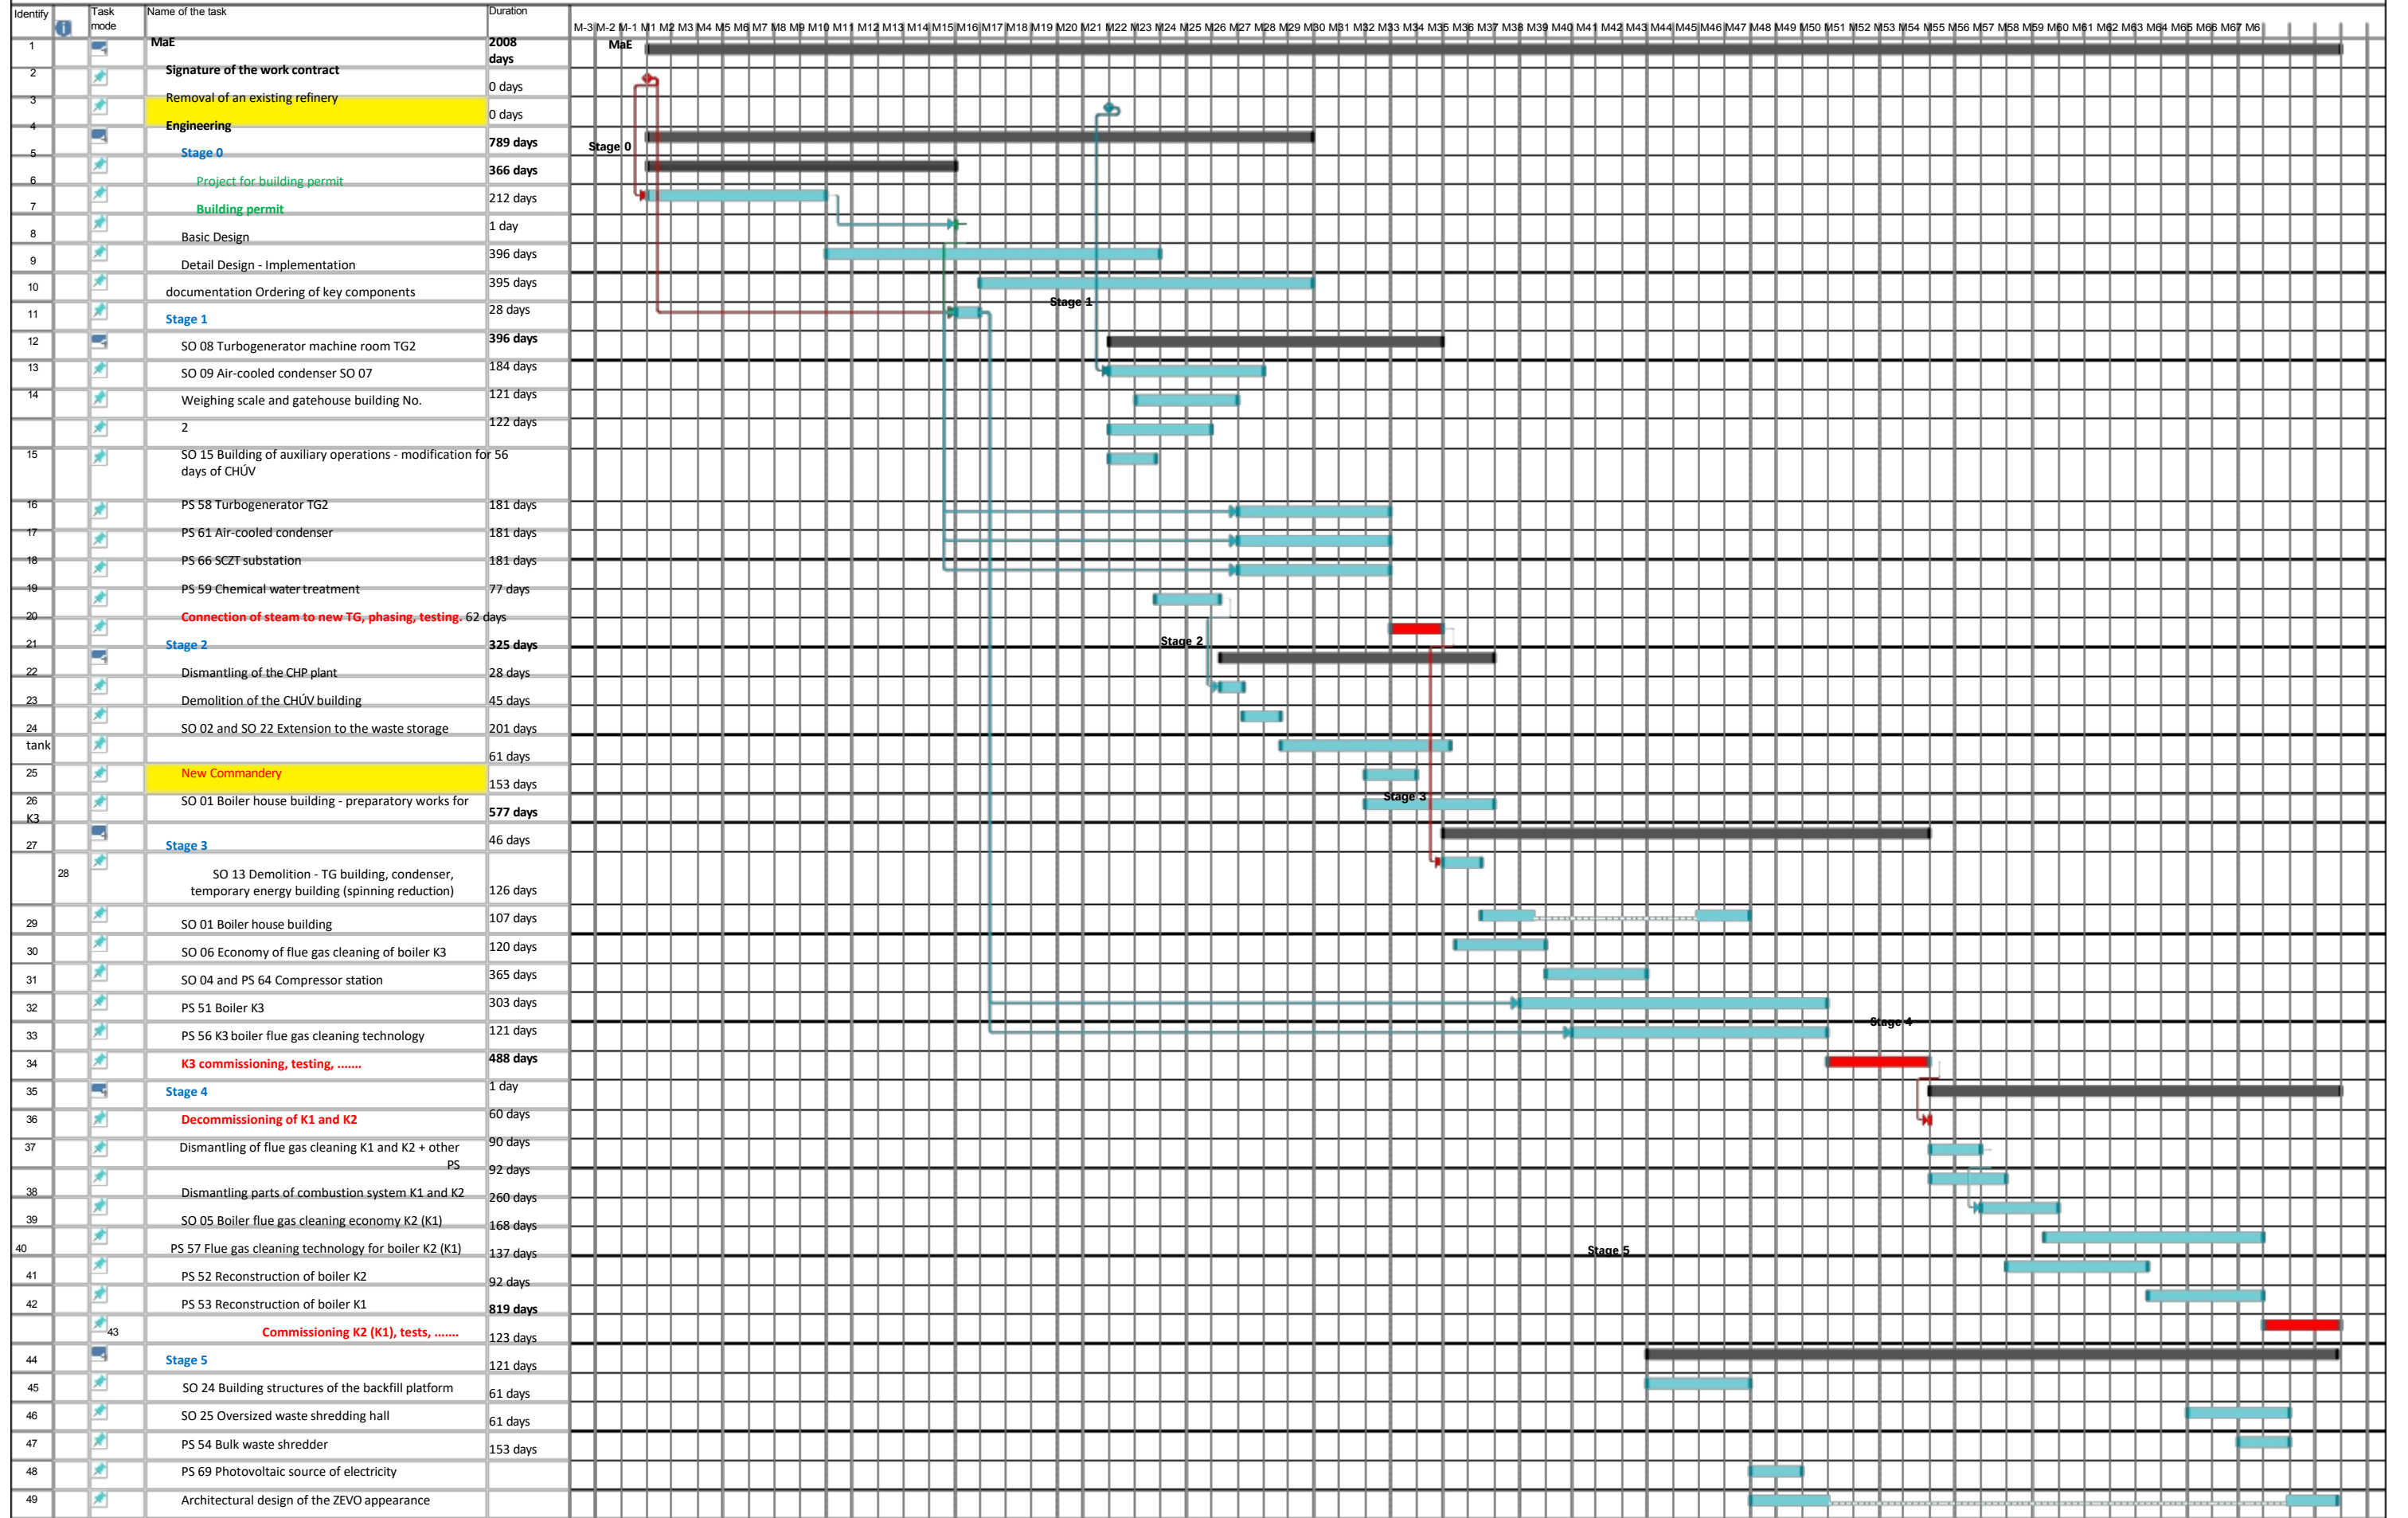 Identify Task mode Name of the task Duration
M-3 M-2 M-1 M1 M2 M3 M4 M5 M6 M7 M8 M9 M10 M11 M12 M13 M14 M15 M16 M17 M18 M19 M20 M21 M22 M23 M24 M25 M26 M27 M28 M29 M30 M31 M32 M33 M34 M35 M36 M37 M38 M39 M40 M41 M42 M43 M44 M45 M46 M47 M48 M49 M50 M51 M52 M53 M54 M55 M56 M57 M58 M59 M60 M61 M62 M63 M64 M65 M66 M67 M6
1 MaE 2008 days MaE
2 Signature of the work contract 0 days
3 Removal of an existing refinery 0 days
4 Engineering 789 days
Stage 0
5 Stage 0 366 days
6 Project for building permit 212 days
7 Building permit 1 day
8 Basic Design 396 days
9 Detail Design - Implementation 395 days
10 documentation Ordering of key components 28 days
Stage 1
11 Stage 1 396 days
12 SO 08 Turbogenerator machine room TG2 184 days
13 SO 09 Air-cooled condenser SO 07 121 days
14 Weighing scale and gatehouse building No. 122 days
2
15 SO 15 Building of auxiliary operations - modification for 56
days of CHÚV
16 PS 58 Turbogenerator TG2 181 days
17 PS 61 Air-cooled condenser 181 days
18 PS 66 SCZT substation 181 days
19 PS 59 Chemical water treatment 77 days
20 Connection of steam to new TG, phasing, testing. 62 days
Stage 2
21 Stage 2 325 days
22 Dismantling of the CHP plant 28 days
23 Demolition of the CHÚV building 45 days
24 SO 02 and SO 22 Extension to the waste storage 201 days
tank 61 days
25 New Commandery 153 days
26 SO 01 Boiler house building - preparatory works for 577 days
K3
Stage 3
27 Stage 3 46 days
28 SO 13 Demolition - TG building, condenser,
temporary energy building (spinning reduction) 126 days
29 SO 01 Boiler house building 107 days
30 SO 06 Economy of flue gas cleaning of boiler K3 120 days
31 SO 04 and PS 64 Compressor station 365 days
32 PS 51 Boiler K3 303 days
33 PS 56 K3 boiler flue gas cleaning technology 121 days
Stage 4
34 K3 commissioning, testing, ....... 488 days
35 Stage 4 1 day
36 Decommissioning of K1 and K2 60 days
37 Dismantling of flue gas cleaning K1 and K2 + other 90 days
PS 92 days
38 Dismantling parts of combustion system K1 and K2 260 days
39 SO 05 Boiler flue gas cleaning economy K2 (K1) 168 days
40 PS 57 Flue gas cleaning technology for boiler K2 (K1) 137 days
Stage 5
41 PS 52 Reconstruction of boiler K2 92 days
42 PS 53 Reconstruction of boiler K1 819 days
43 Commissioning K2 (K1), tests, ....... 123 days
44 Stage 5 121 days
45 SO 24 Building structures of the backfill platform 61 days
46 SO 25 Oversized waste shredding hall 61 days
47 PS 54 Bulk waste shredder 153 days
48 PS 69 Photovoltaic source of electricity
49 Architectural design of the ZEVO appearance